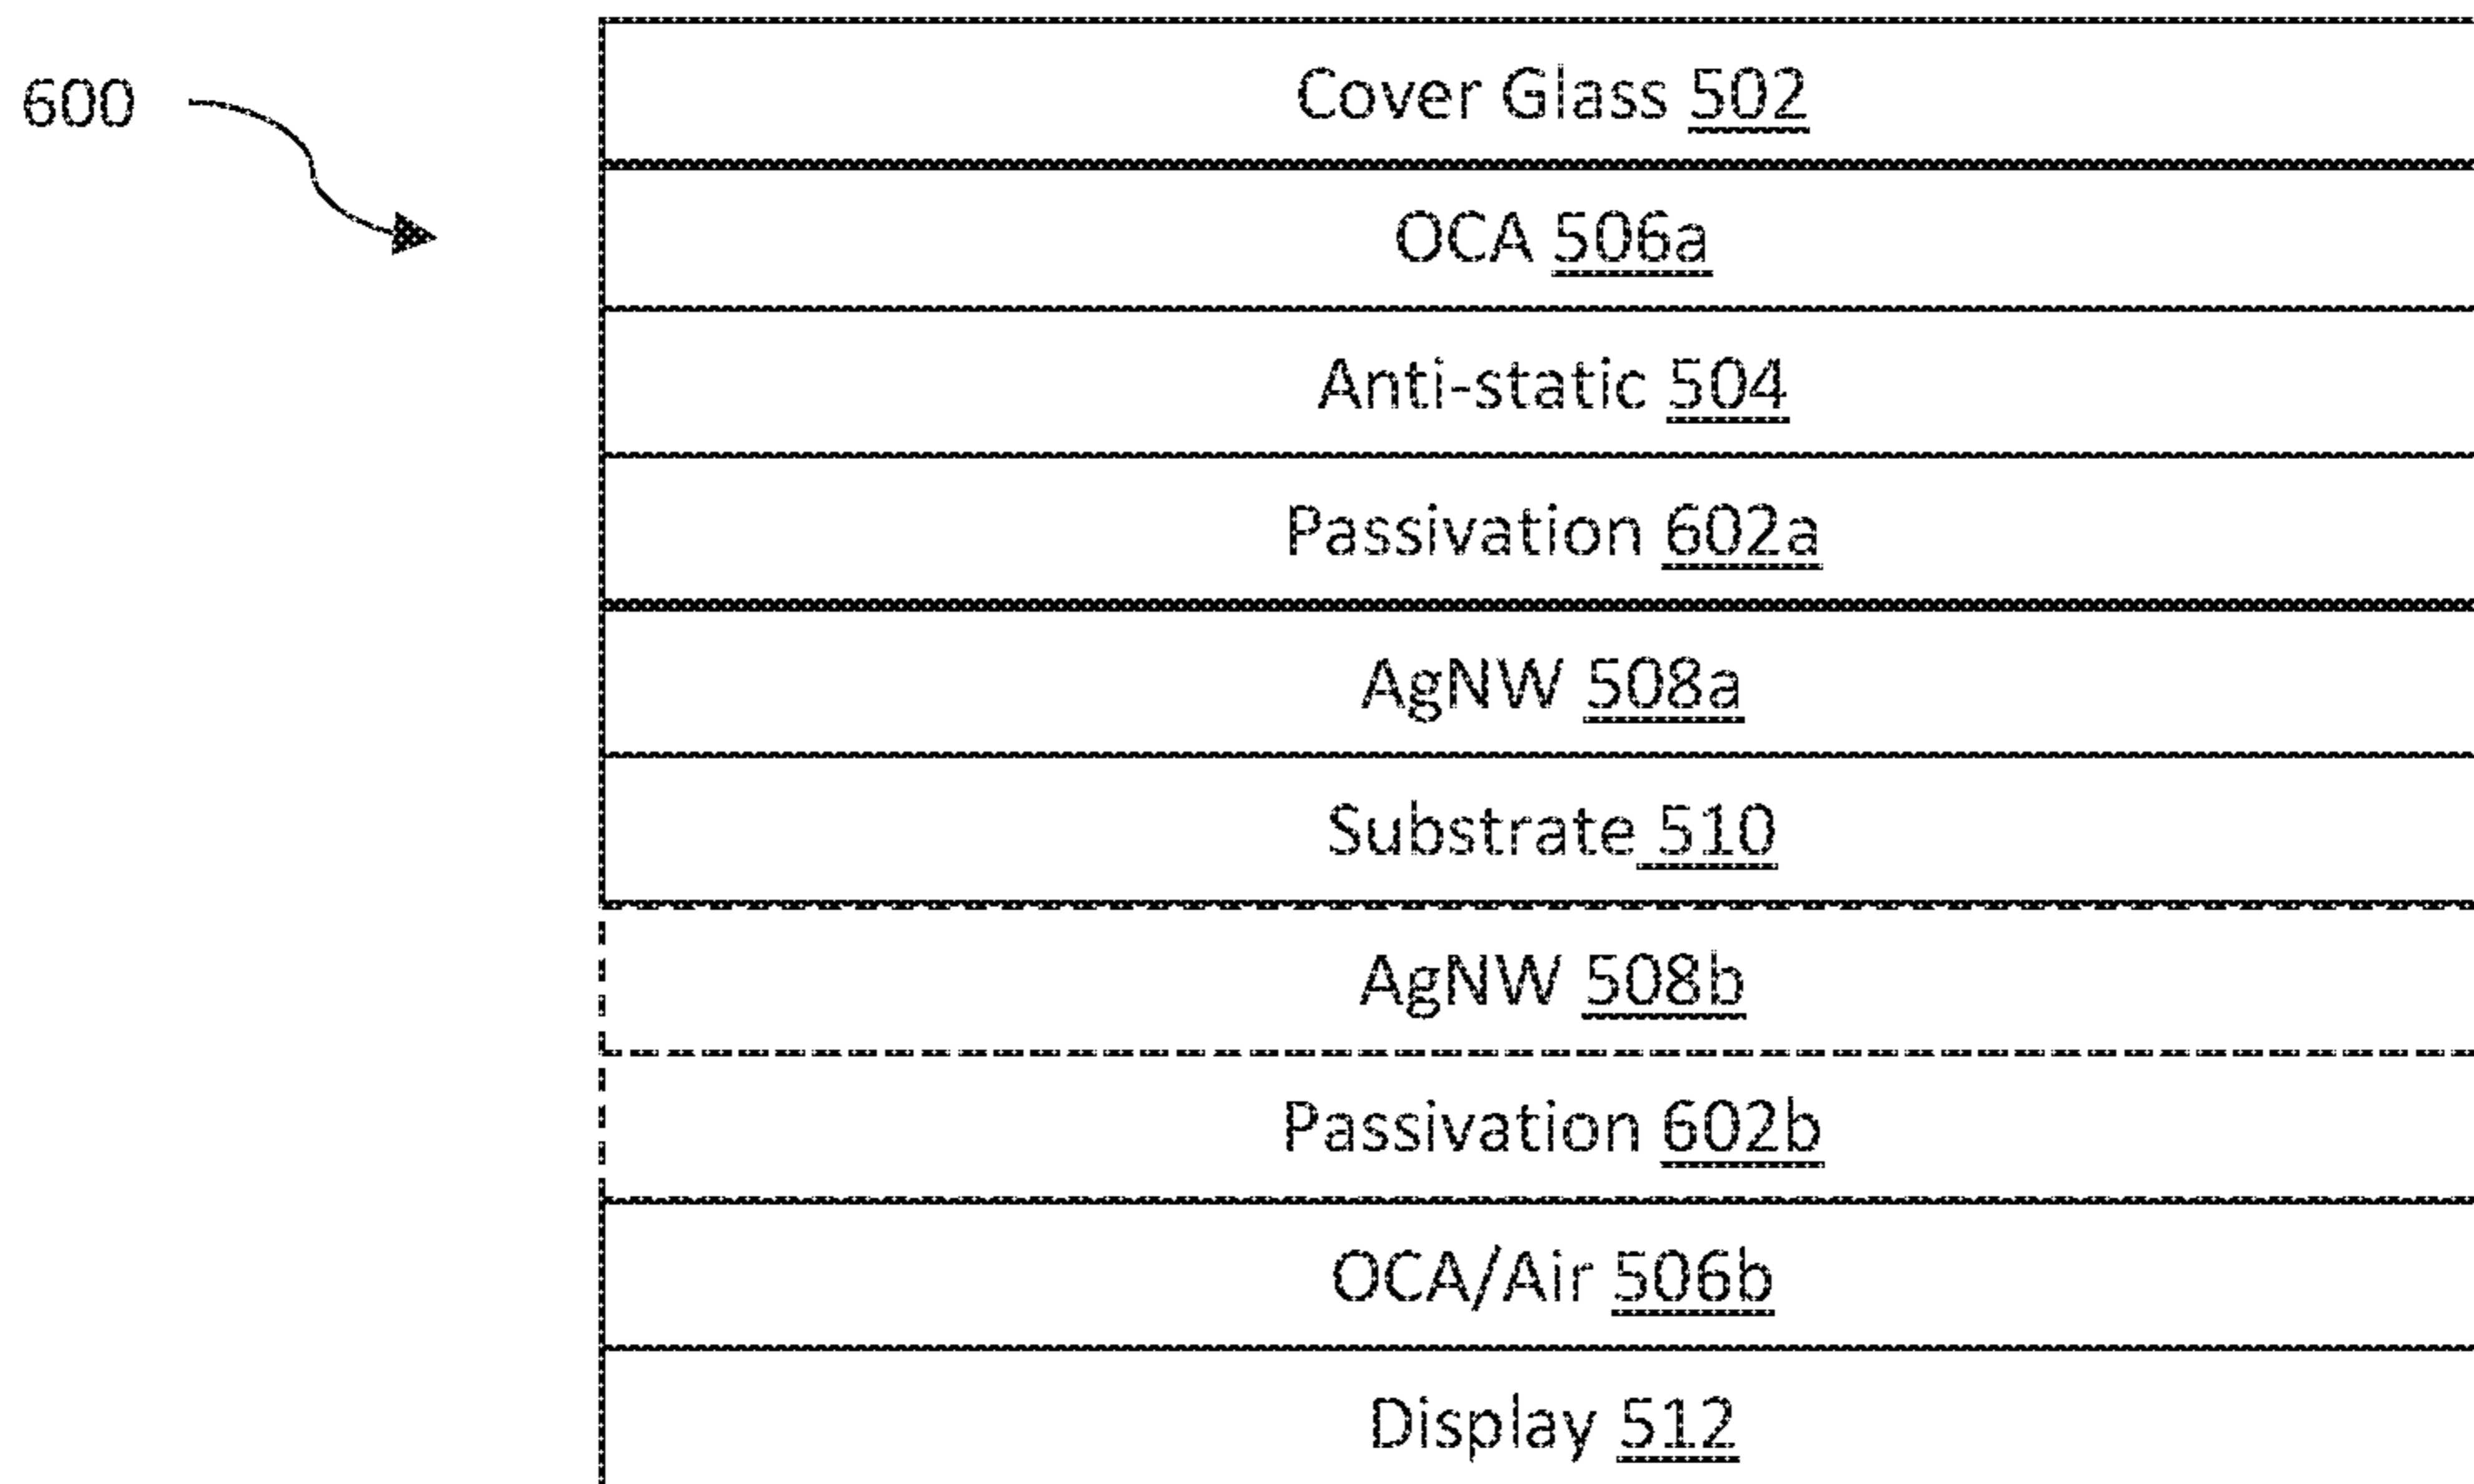 600
Cover Glass 502
OCA 506a
Anti-static 504
Passivation 602a
AgNW 508a
Substrate 510
AgNW 508b
Passivation 602b
OCA/Air 506b
Display 512